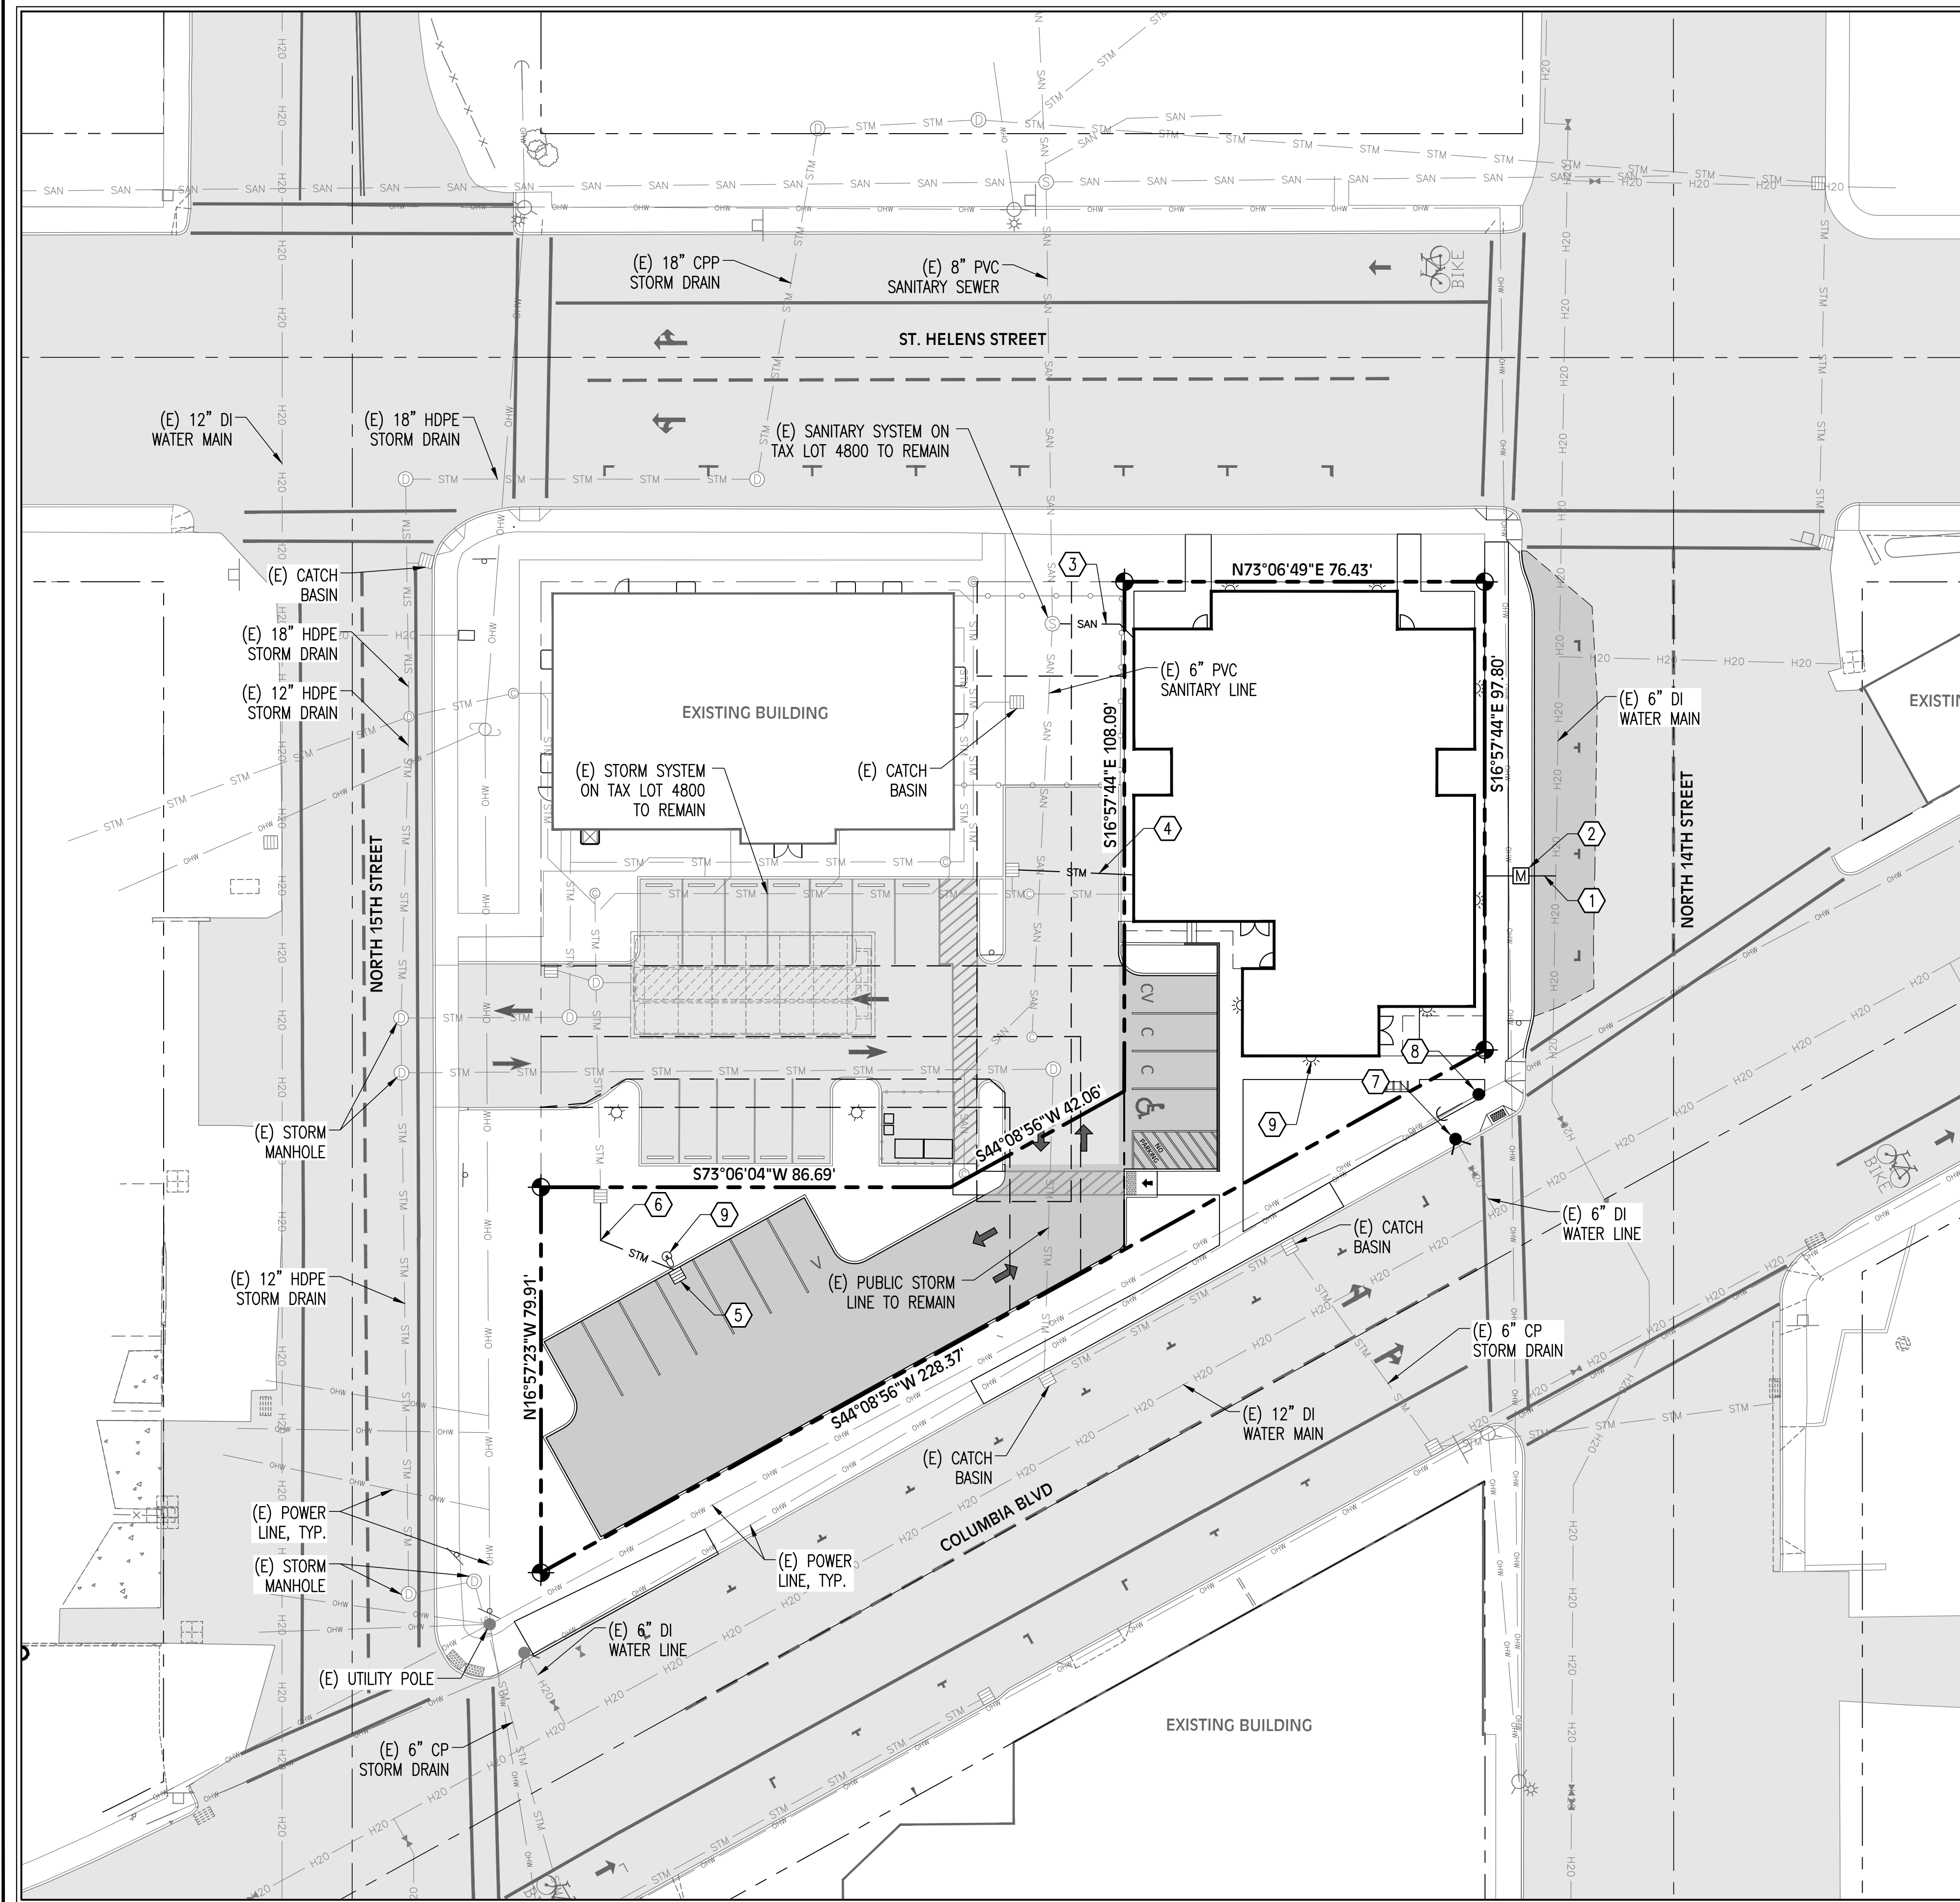 (E) 18" CPP
STORM DRAIN
(E) 8" PVC
SANITARY SEWER
BIKE
ST. HELENS STREET
(E) 12" DI
WATER MAIN
(E) 18" HDPE
STORM DRAIN
(E) SANITARY SYSTEM ON
TAX LOT 4800 TO REMAIN
(E) CATCH
BASIN
3
N73°06'49"E 76.43'
(E) 18" HDPE
STORM DRAIN
SAN
(E) 12" HDPE
STORM DRAIN
(E) 6" PVC
SANITARY LINE
S16°57'44"E 97.80'
(E) 6" DI
WATER MAIN
EXISTING BUILDING
S16°57'44"E 108.09'
(E) STORM SYSTEM
ON TAX LOT 4800
TO REMAIN
(E) CATCH
BASIN
4
2
STM
M
1
NORTH 15TH STREET
NORTH 14TH STREET
CV
C
C
8
7
(E) STORM
MANHOLE
S44°08'56"W 42.06'
9
NO
PARKING
S73°06'04"W 86.69'
6
9
STM
(E) CATCH
BASIN
(E) 6" DI
WATER LINE
(E) 12" HDPE
STORM DRAIN
V
(E) PUBLIC STORM
LINE TO REMAIN
5
BIKE
N16°57'23"W 79.91'
(E) 6" CP
STORM DRAIN
S44°08'56"W 228.37'
(E) 12" DI
WATER MAIN
(E) CATCH
BASIN
COLUMBIA BLVD
(E) POWER
LINE, TYP.
(E) STORM
MANHOLE
(E) POWER
LINE, TYP.
(E) 6" DI
WATER LINE
(E) UTILITY POLE
EXISTING BUILDING
(E) 6" CP
STORM DRAIN